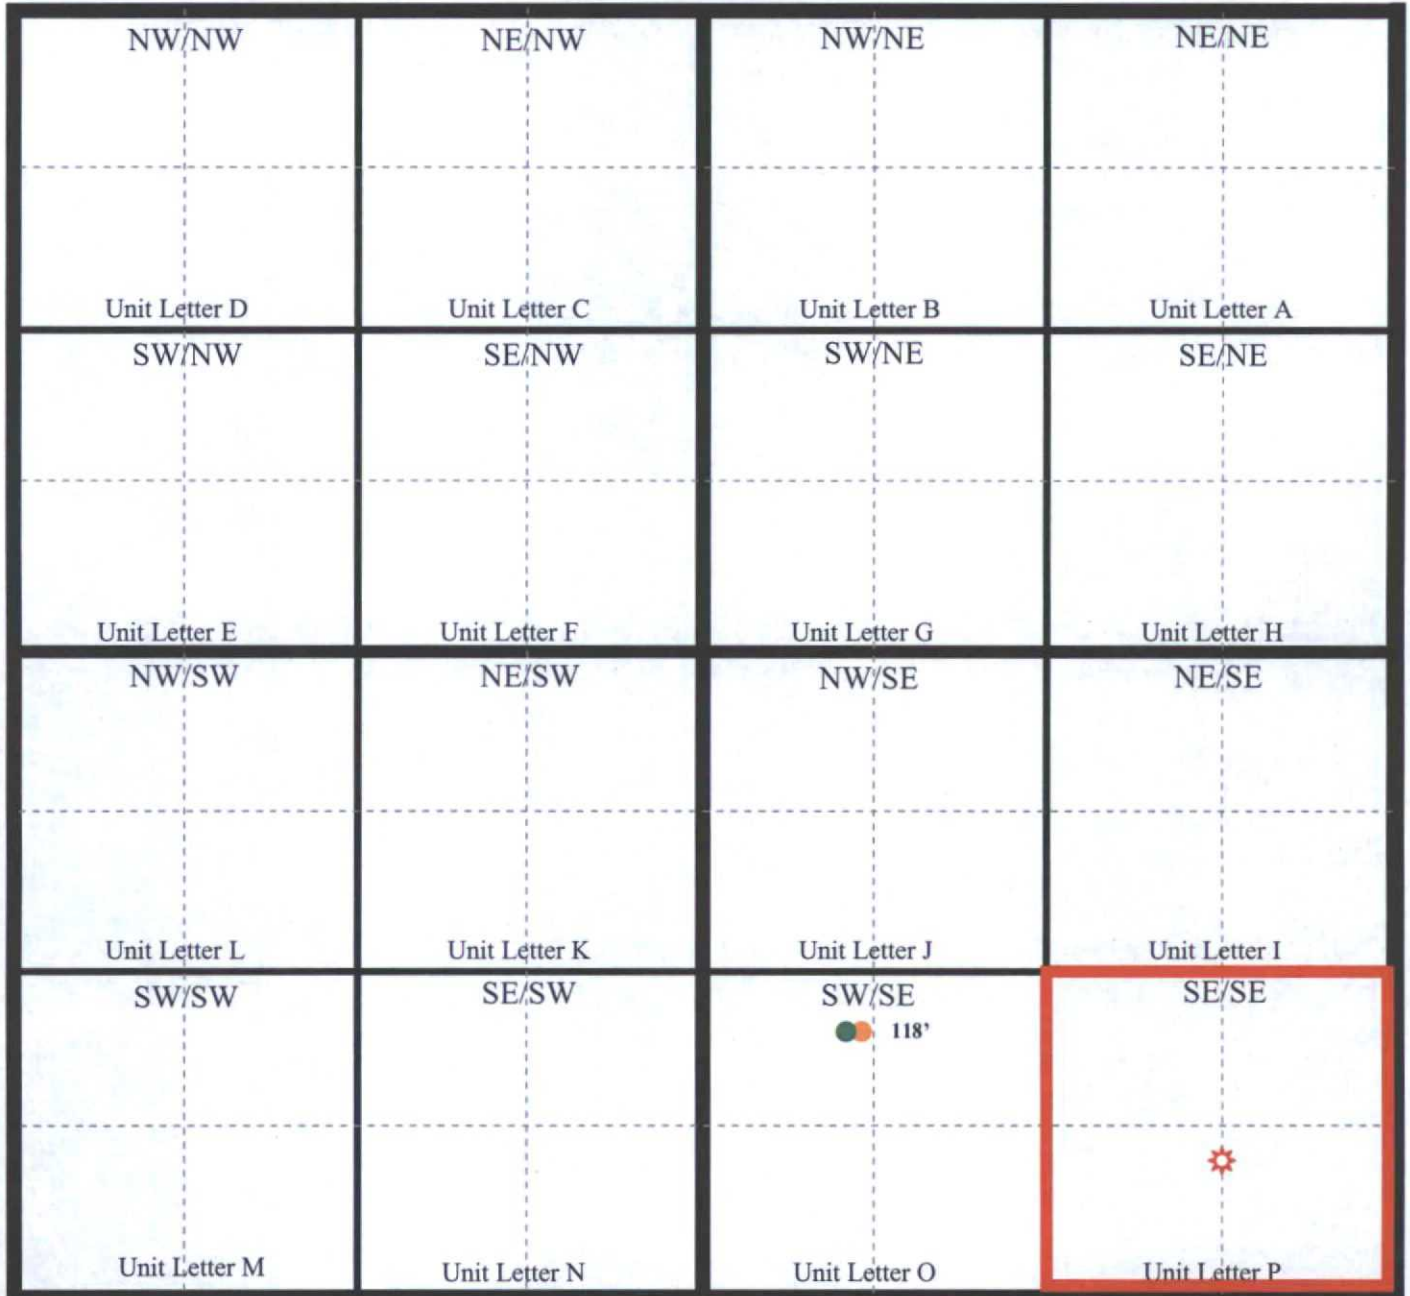 NW/NW NE/NW NW/NE NE/NE
Unit Letter D Unit Letter C Unit Letter B Unit Letter A
SW/NW SE/NW SW/NE SE/NE
Unit Letter E Unit Letter F Unit Letter G Unit Letter H
NW/SW NE/SW NW/SE NE/SE
Unit Letter L Unit Letter K Unit Letter J Unit Letter I
SW/SW SE/SW SW/SE SE/SE
118’
Unit Letter M Unit Letter N Unit Letter O Unit Letter P